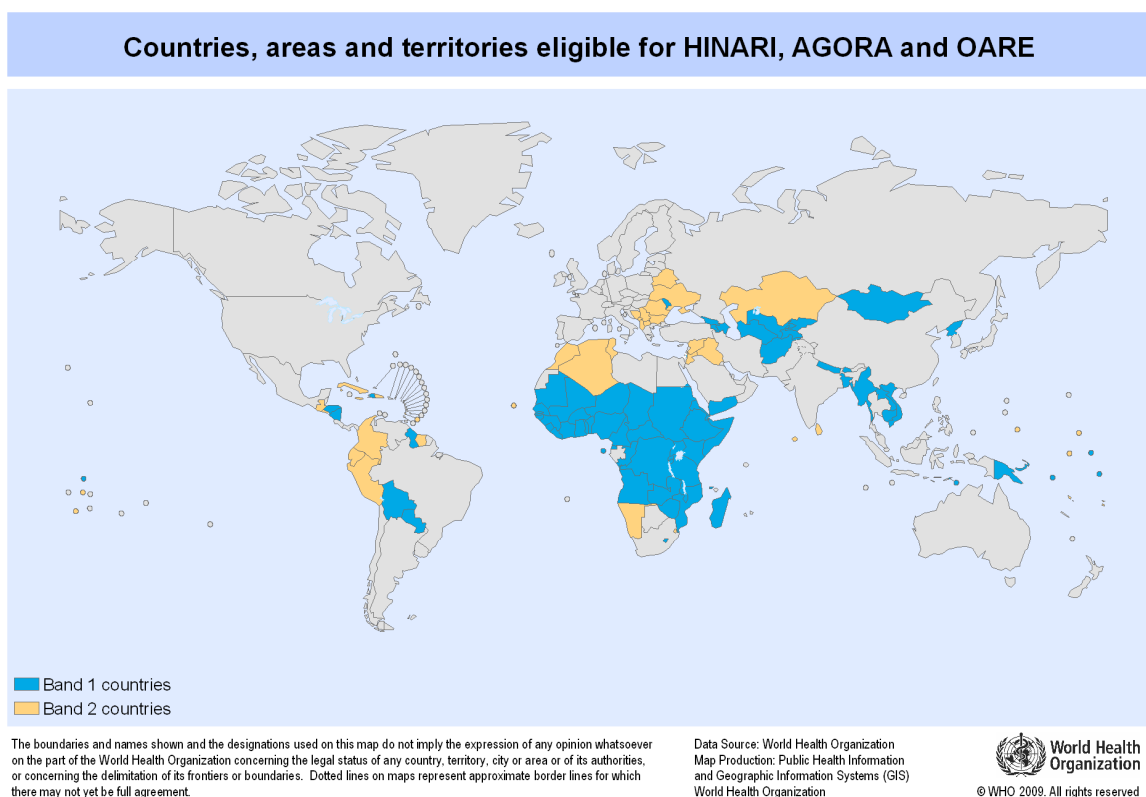 Countries, areas and territories eligible for HINARI, AGORA and OARE
Band 1 countries
Band 2 countries
The boundaries and names shown and the designations used on this map do not imply the expression of any opinion whatsoever
on the part of the World Health Organization concerning the legal status of any country, territory, city or area or of its authorities,
or concerning the delimitation of its frontiers or boundaries.  Dotted lines on maps represent approximate border lines for which
there may not yet be full agreement.
Data Source: World Health Organization
Map Production: Public Health Information
and Geographic Information Systems (GIS)
World Health Organization
World Health
Organization
© WHO 2009. All rights reserved